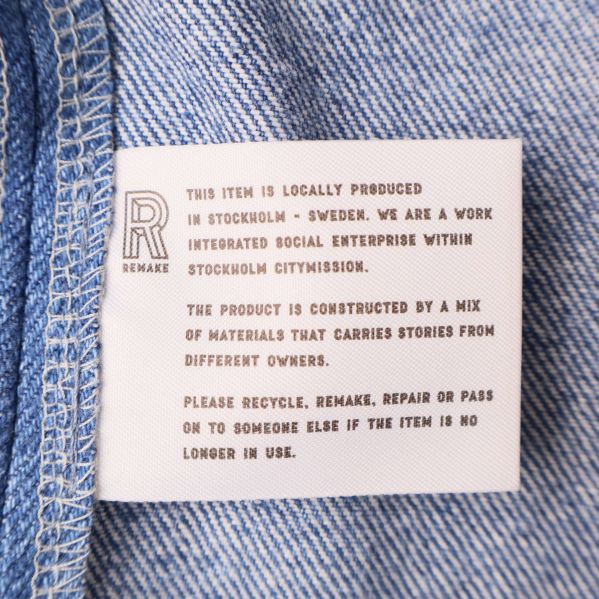 R
REMAKE
THIS ITEM IS LOCALLY PRODUCED
IN STOCKHOLM - SWEDEN. WE ARE A WORK
INTEGRATED SOCIAL ENTERPRISE WITHIN
STOCKHOLM CITYMISSION.
THE PRODUCT IS CONSTRUCTED BY A MIX
OF MATERIALS THAT CARRIES STORIES FROM
DIFFERENT OWNERS.
PLEASE RECYCLE, REMAKE, REPAIR OR PASS
ON TO SOMEONE ELSE IF THE ITEM IS NO
LONGER IN USE.